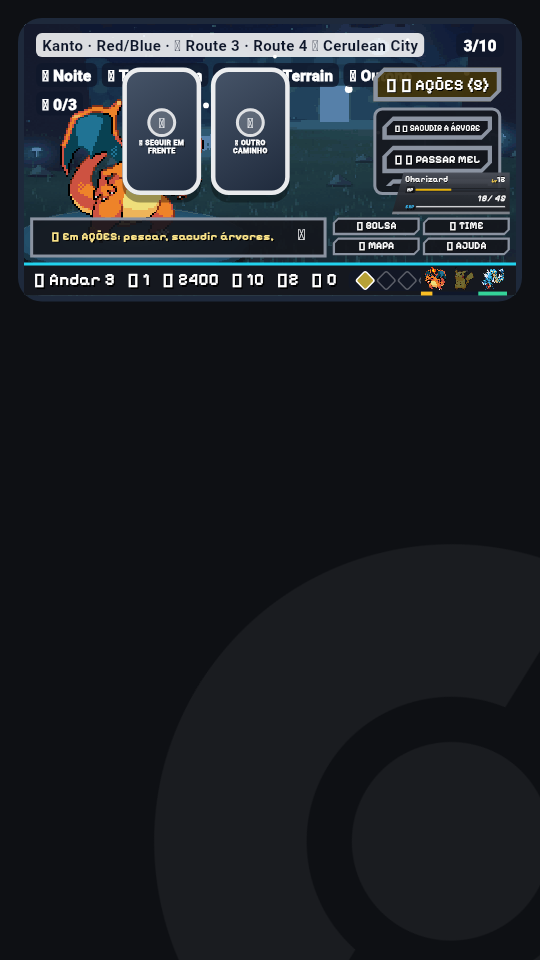 Kanto · Red/Blue · Route 3 · Route 4 Cerulean City
3/10
Noite
Terrain
0/3
AÇÕES (8)
SEGUIR EM FRENTE
OUTRO CAMINHO
SACUDIR A ÁRVORE
PASSAR MEL
Charizard
18/ 48
Em AÇÕES: pescar, sacudir árvores,
BOLSA
TIME
MAPA
AJUDA
Andar 3 1 2400 10 2 0